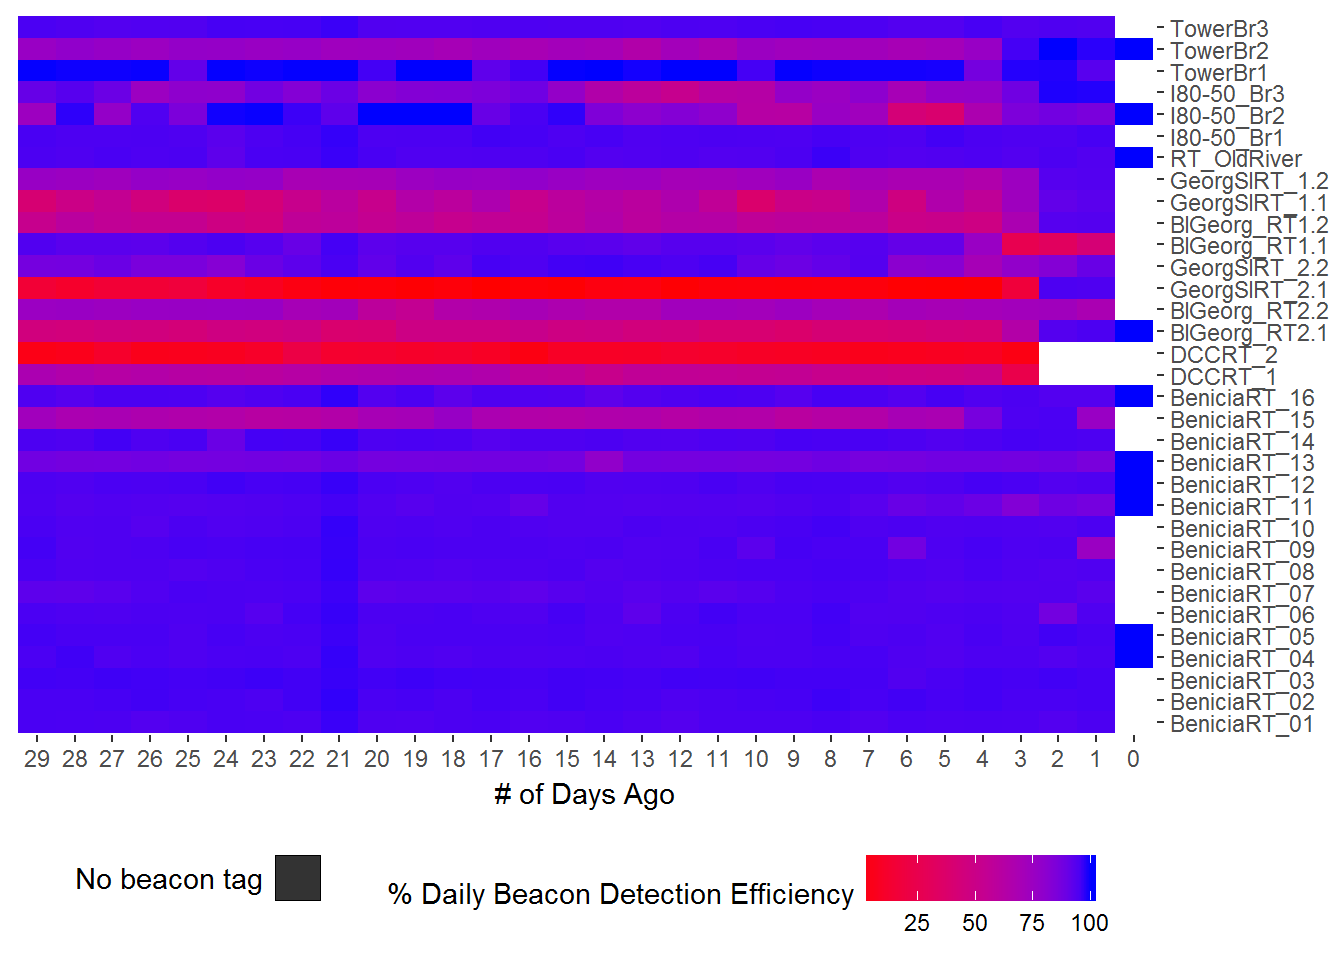 TowerBr3
TowerBr2
TowerBr1
I80-50_Br3
I80-50_Br2
I80-50_Br1
RT_OldRiver
GeorgSlRT_1.2
GeorgSlRT_1.1
BlGeorg_RT1.2
BlGeorg_RT1.1
GeorgSlRT_2.2
GeorgSlRT_2.1
BlGeorg_RT2.2
BlGeorg_RT2.1
DCCRT_2
DCCRT_1
BeniciaRT_16
BeniciaRT_15
BeniciaRT_14
BeniciaRT_13
BeniciaRT_12
BeniciaRT_11
BeniciaRT_10
BeniciaRT_09
BeniciaRT_08
BeniciaRT_07
BeniciaRT_06
BeniciaRT_05
BeniciaRT_04
BeniciaRT_03
BeniciaRT_02
BeniciaRT_01
29 28 27 26 25 24 23 22 21 20 19 18 17 16 15 14 13 12 11 10 9 8 7 6 5 4 3 2 1 0
# of Days Ago
No beacon tag
% Daily Beacon Detection Efficiency
25 50 75 100